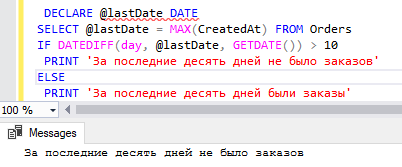 DECLARE @lastDate DATE
SELECT @lastDate = MAX(CreatedAt) FROM Orders
IF DATEDIFF(day, @lastDate, GETDATE()) > 10
PRINT 'За последние десять дней не было заказов'
ELSE
PRINT 'За последние десять дней были заказы'
100 %
Messages
За последние десять дней не было заказов